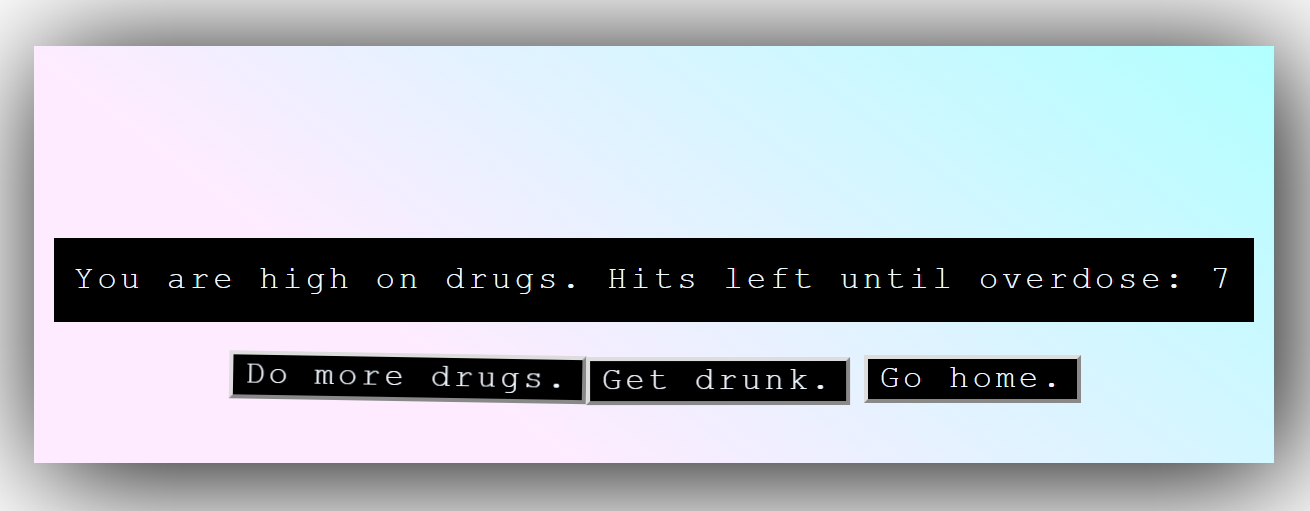 You are high on drugs. Hits left until overdose: 7
Do more drugs. Get drunk. Go home.